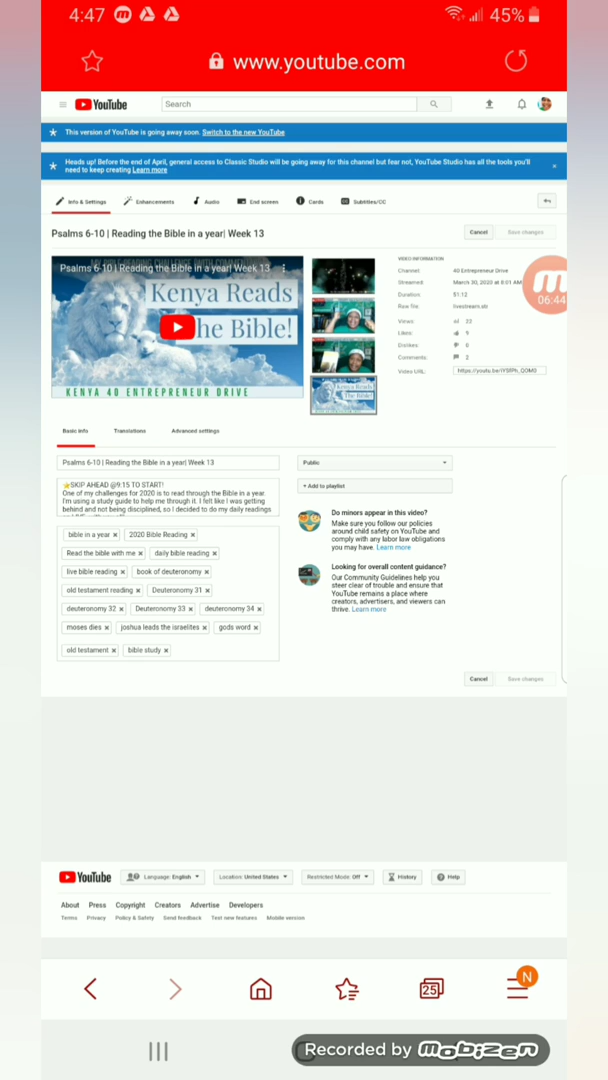 4:47
45%
www.youtube.com
YouTube
Search
This version of YouTube is going away soon. Switch to the new YouTube
Heads up! Before the end of April, general access to Classic Studio will be going away for this channel but fear not, YouTube Studio has all the tools you'll
need to keep creating Learn more
Info & Settings Enhancements Audio End screen Cards Subtitles/CC
Psalms 6-10 | Reading the Bible in a year| Week 13
Cancel Save changes
Psalms 6-10 | Reading the Bible in a year| Week 13
Kenya Reads
The Bible!
KENYA 4D ENTREPRENEUR DRIVE
VIDEO INFORMATION
Channel: 4D Entrepreneur Drive
Streamed: March 30, 2020 at 8:01 AM
Duration: 51:12
Raw file: livestream.str
Views: 22
Likes: 9
Dislikes: 0
Comments: 2
Video URL:
06:44
Basic info Translations Advanced settings
Psalms 6-10 | Reading the Bible in a year| Week 13
⭐SKIP AHEAD @9:15 TO START!
One of my challenges for 2020 is to read through the Bible in a year.
I'm using a study guide to help me through it. I felt like I was getting
behind and not being disciplined, so I decided to do my daily readings
bible in a year × 2020 Bible Reading ×
Read the bible with me × daily bible reading ×
live bible reading × book of deuteronomy ×
old testament reading × Deuteronomy 31 ×
deuteronomy 32 × Deuteronomy 33 × deuteronomy 34 ×
moses dies × joshua leads the israelites × gods word ×
old testament × bible study ×
Public
+ Add to playlist
Do minors appear in this video?
Make sure you follow our policies
around child safety on YouTube and
comply with any labor law obligations
you may have. Learn more
Looking for overall content guidance?
Our Community Guidelines help you
steer clear of trouble and ensure that
YouTube remains a place where
creators, advertisers, and viewers can
thrive. Learn more
Cancel Save changes
YouTube Language: English Location: United States Restricted Mode: Off History Help
About Press Copyright Creators Advertise Developers
Terms Privacy Policy & Safety Send feedback Test new features Mobile version
25
N
Recorded by mobizen